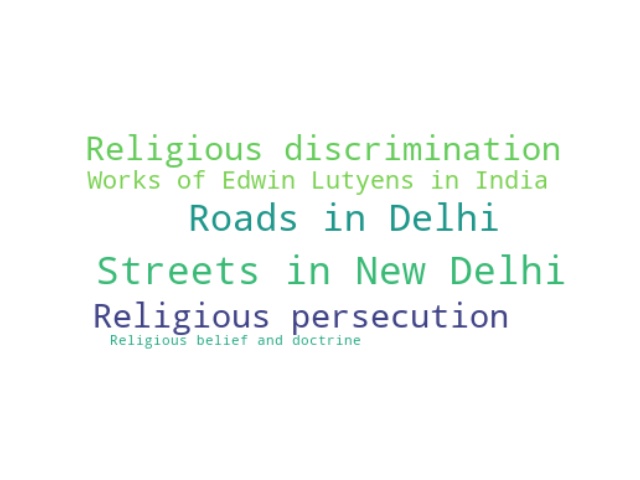 Religious discrimination
Works of Edwin Lutyens in India
Roads in Delhi
Streets in New Delhi
Religious persecution
Religious belief and doctrine